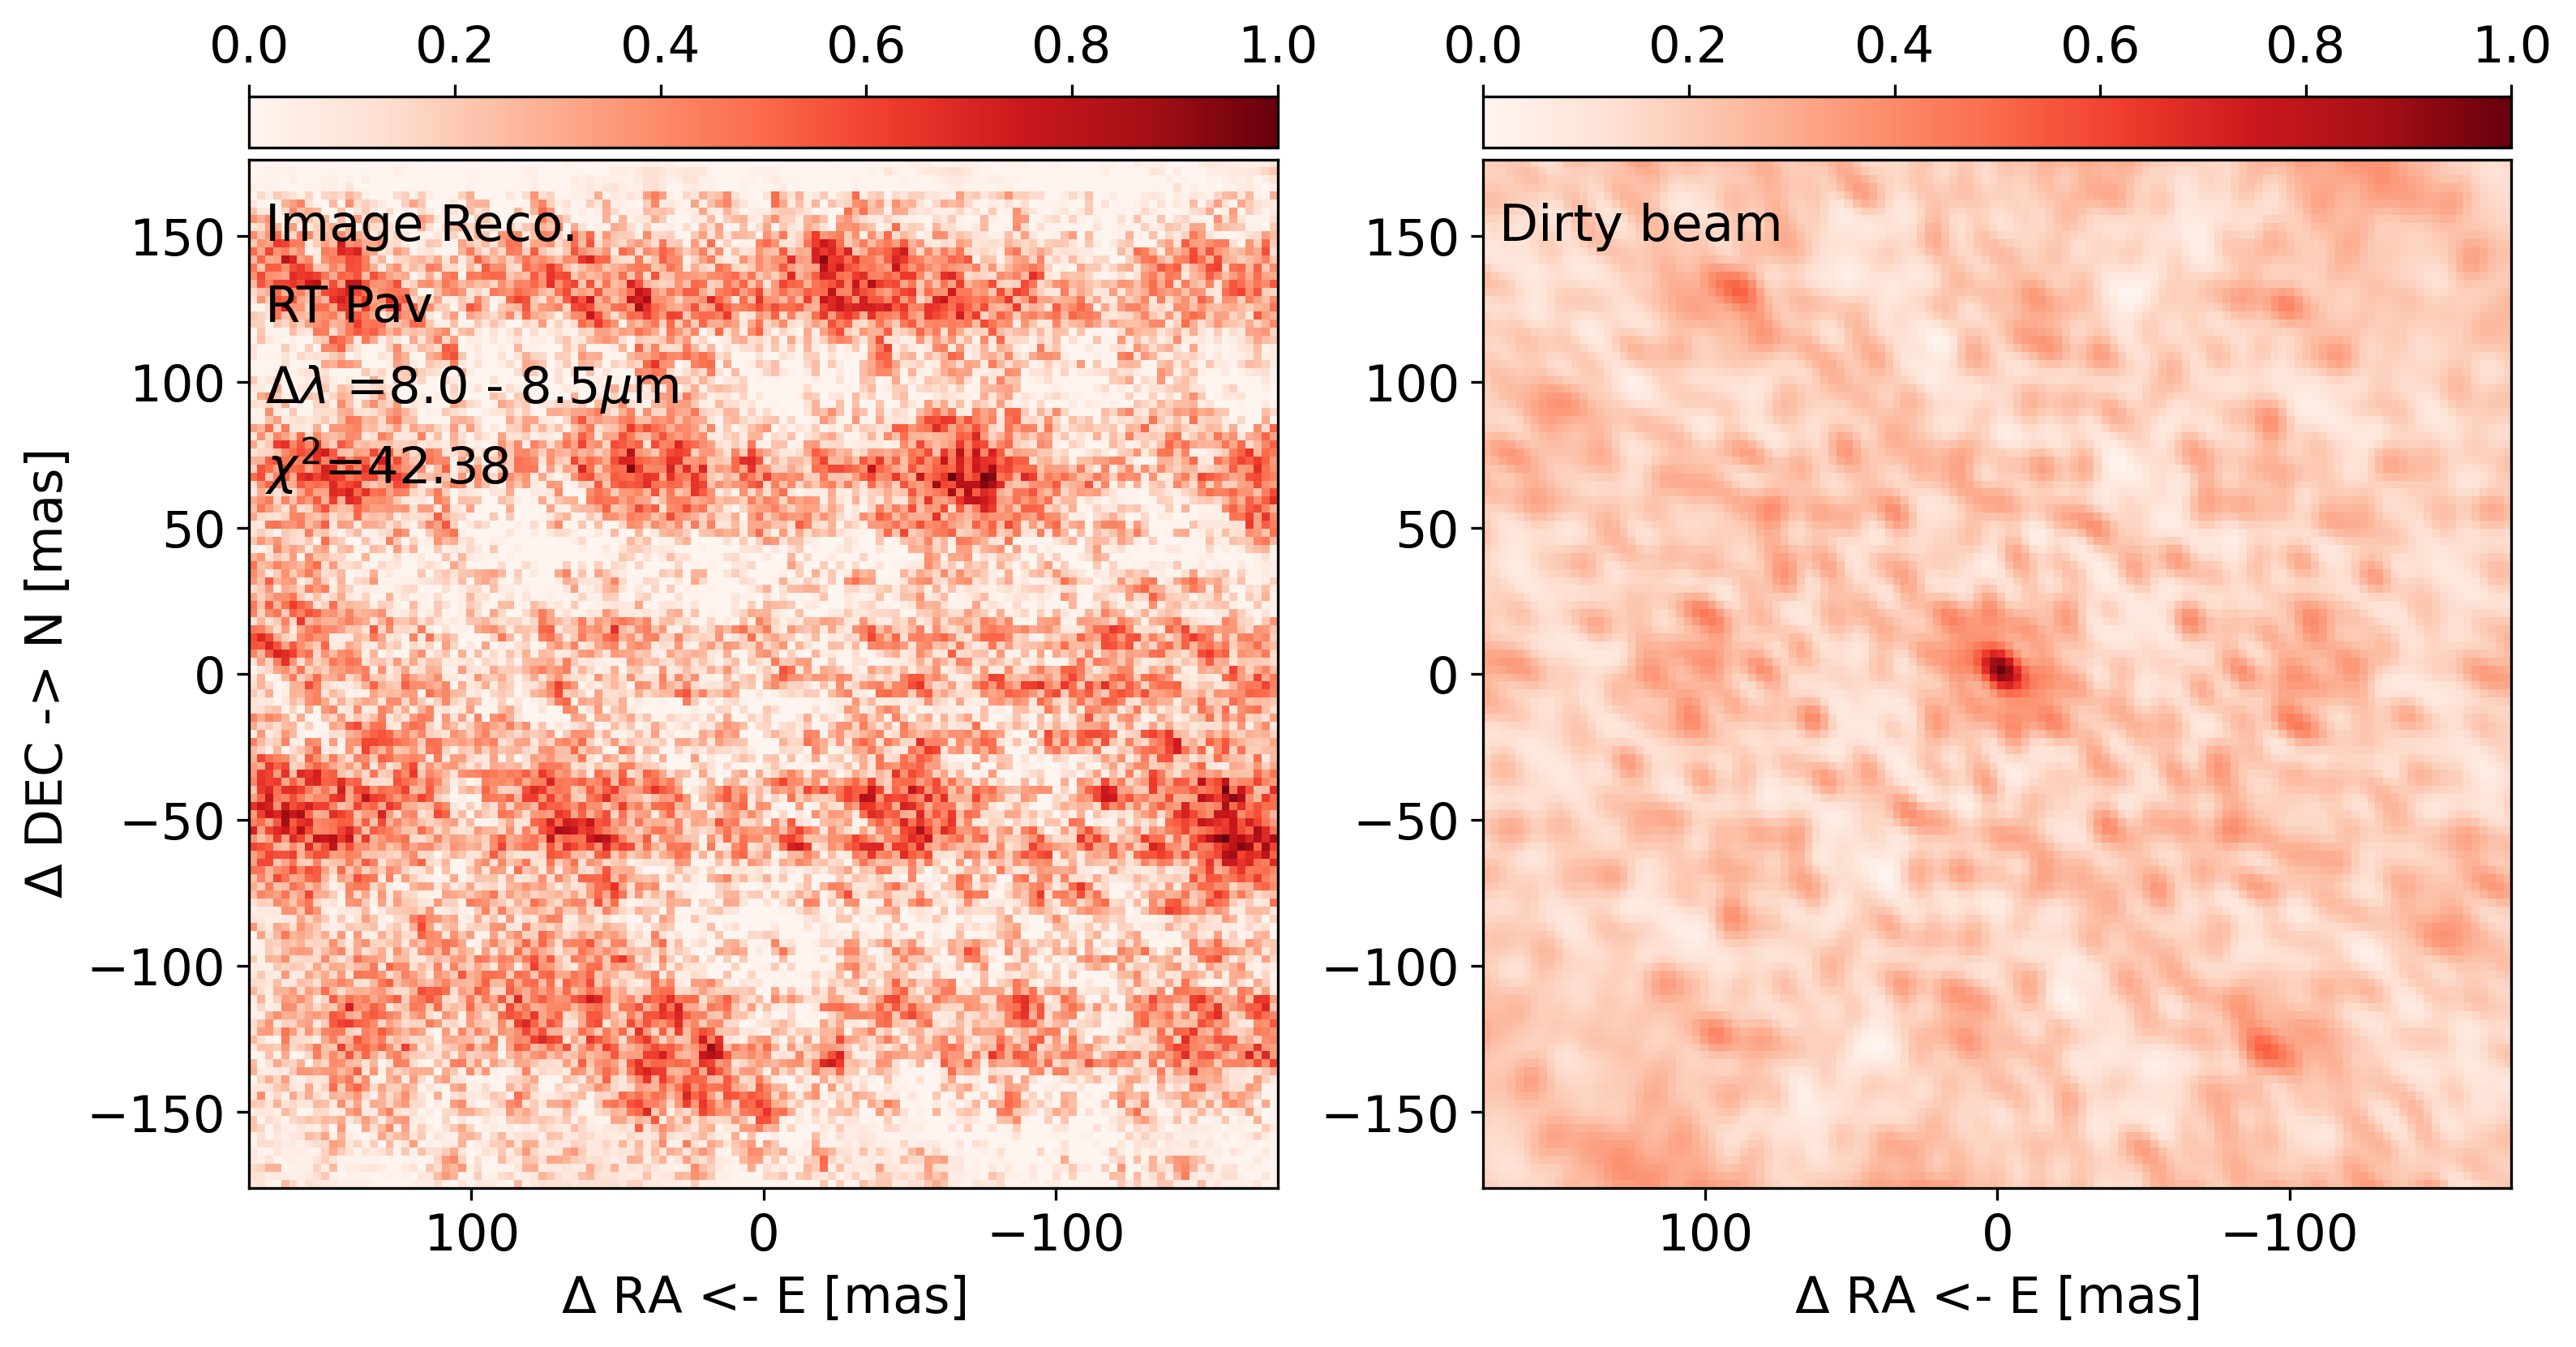 0.0 0.2 0.4 0.6 0.8 1.0
0.0 0.2 0.4 0.6 0.8 1.0
Image Reco.
RT Pav
Δλ =8.0 - 8.5μm
χ²=42.38
150
100
50
0
−50
−100
−150
Δ DEC -> N [mas]
100 0 −100
Δ RA <- E [mas]
Dirty beam
150
100
50
0
−50
−100
−150
100 0 −100
Δ RA <- E [mas]